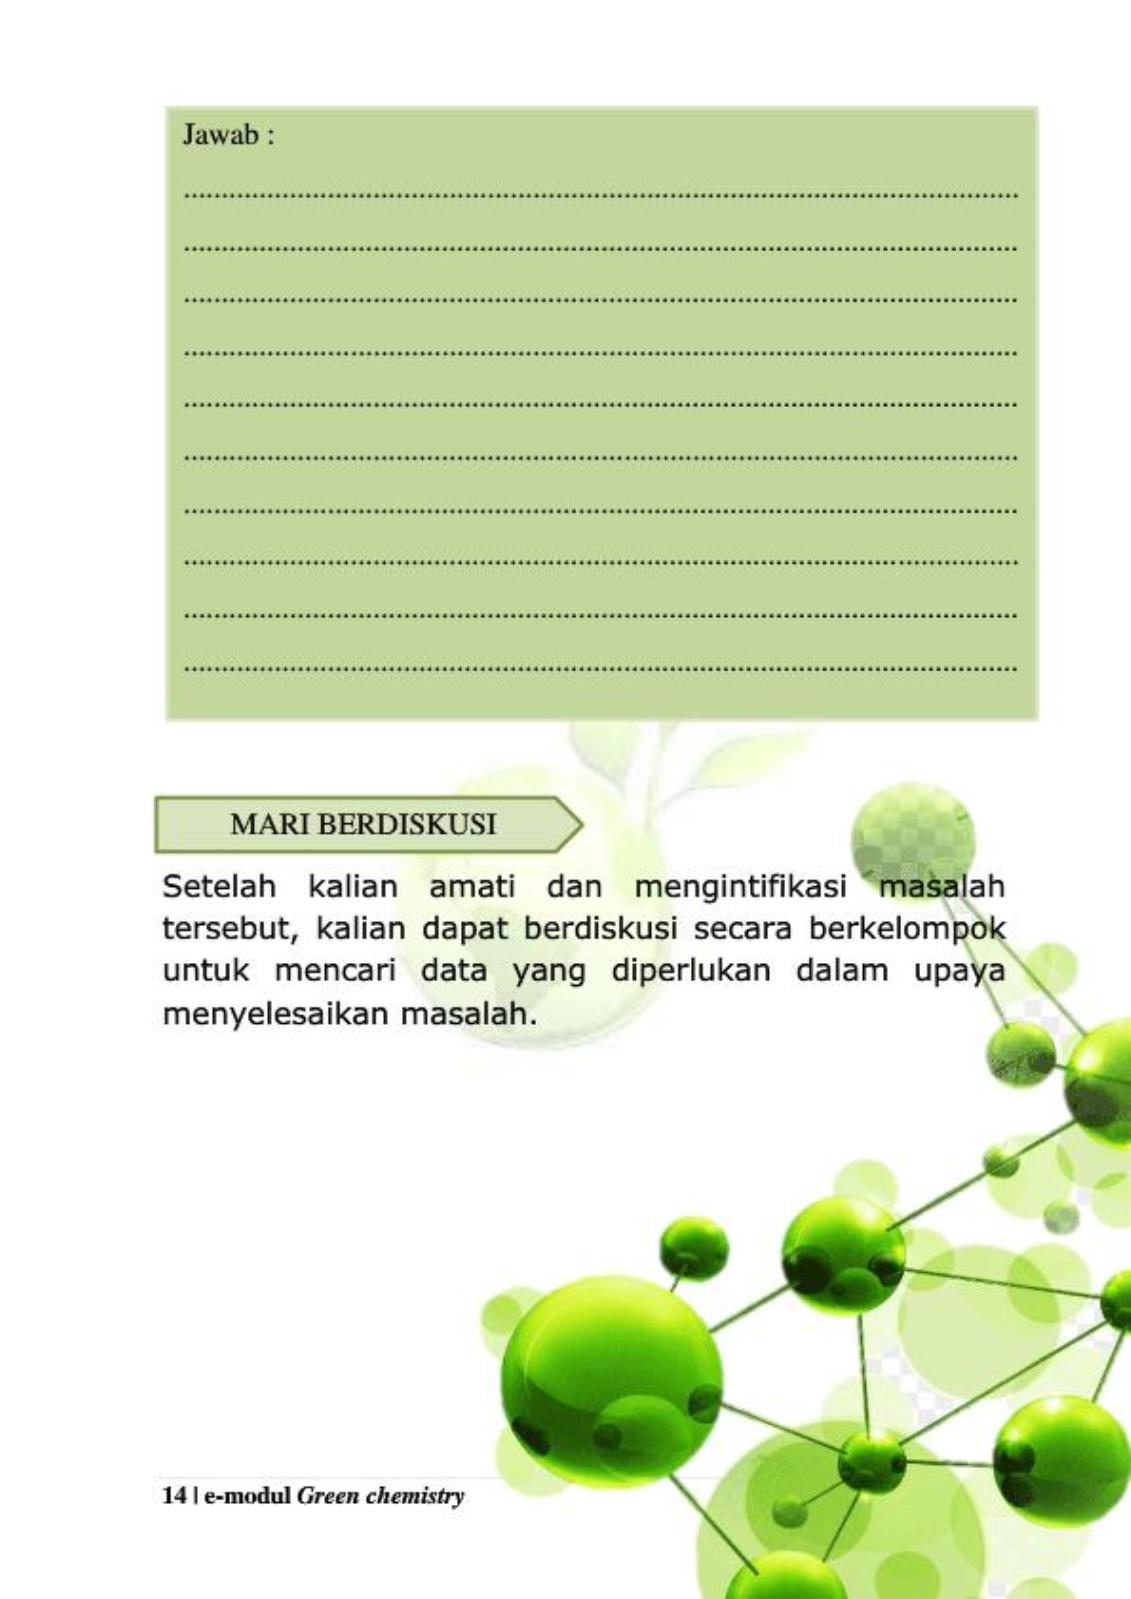 Jawab :
..............................................................................................................
..............................................................................................................
..............................................................................................................
..............................................................................................................
..............................................................................................................
..............................................................................................................
..............................................................................................................
..............................................................................................................
..............................................................................................................
..............................................................................................................
MARI BERDISKUSI
Setelah kalian amati dan mengintifikasi masalah
tersebut, kalian dapat berdiskusi secara berkelompok
untuk mencari data yang diperlukan dalam upaya
menyelesaikan masalah.
14 | e-modul Green chemistry